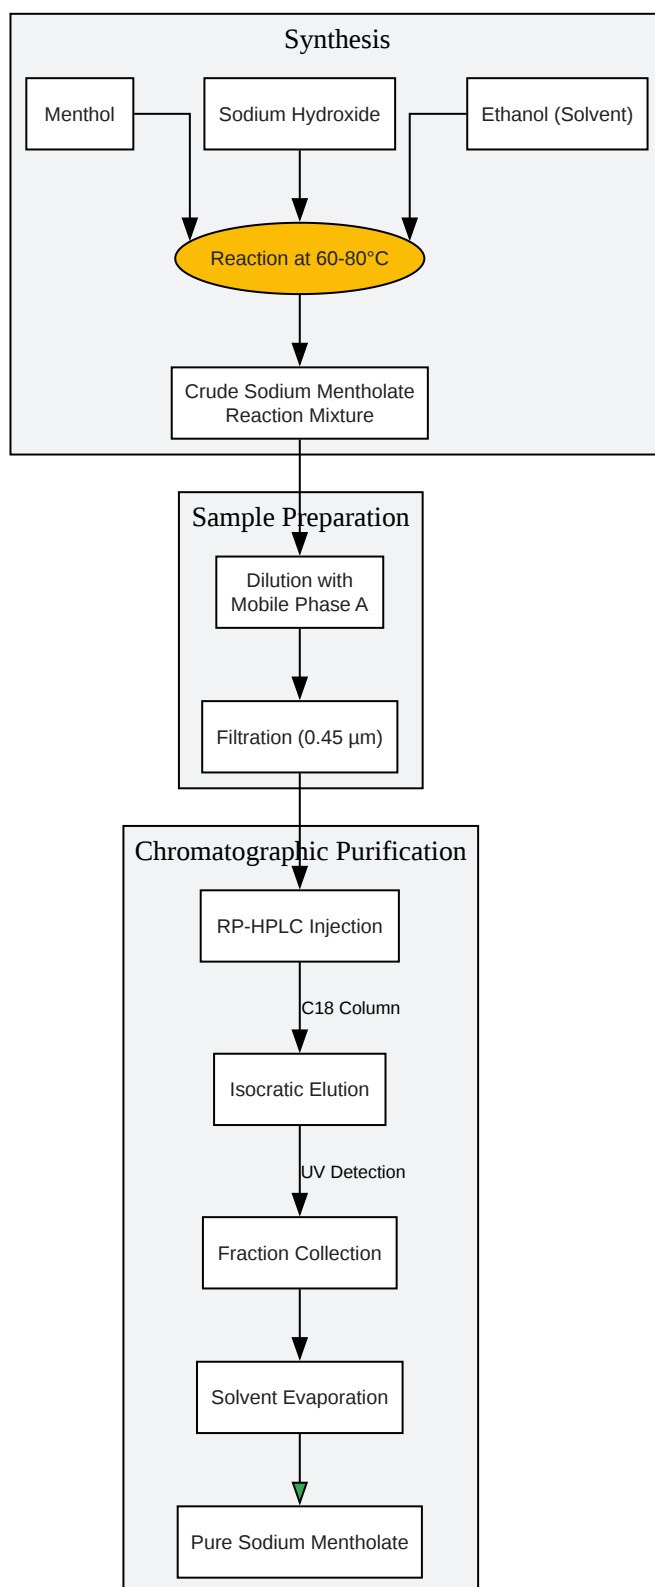 Synthesis
Menthol
Sodium Hydroxide
Ethanol (Solvent)
Reaction at 60-80°C
Crude Sodium Mentholate
Reaction Mixture
Sample Preparation
Dilution with
Mobile Phase A
Filtration (0.45 µm)
Chromatographic Purification
RP-HPLC Injection
C18 Column
Isocratic Elution
UV Detection
Fraction Collection
Solvent Evaporation
Pure Sodium Mentholate